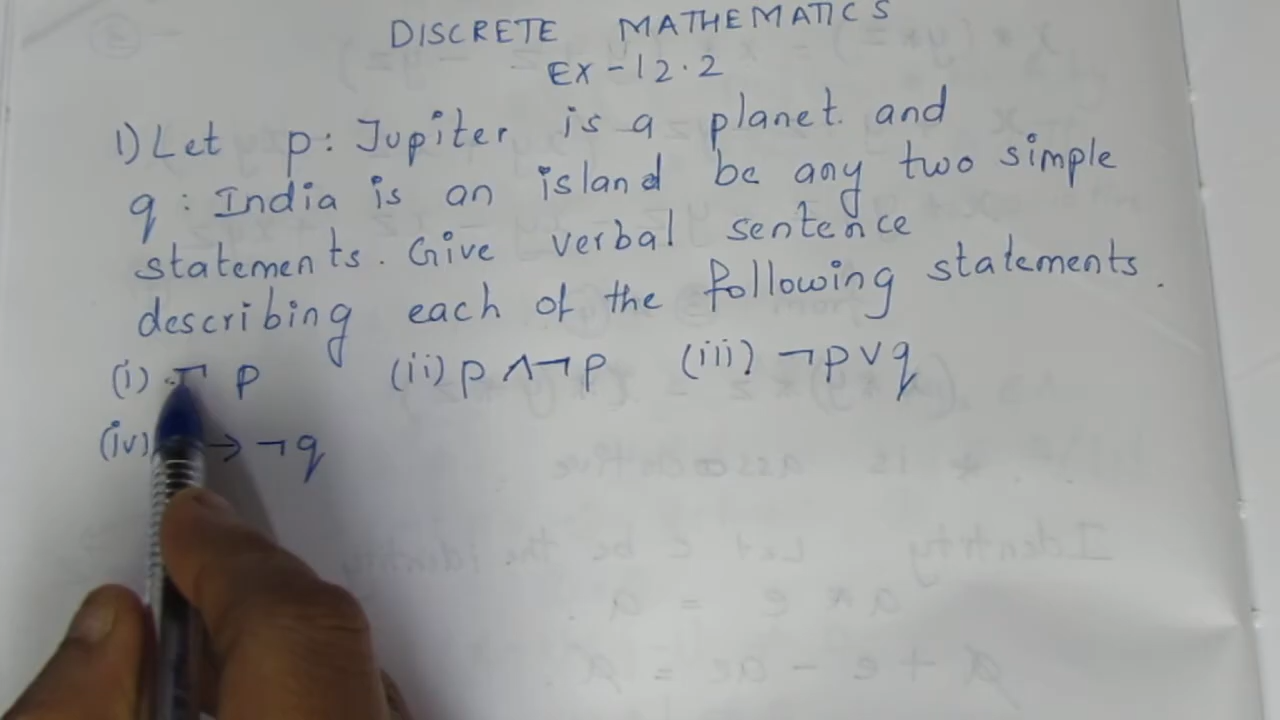 DISCRETE MATHEMATICS
EX-12.2
1) Let p: Jupiter is a planet and
q: India is an island be any two simple
statements. Give verbal sentence
describing each of the following statements.
(i) ¬ p (ii) p ∧ ¬ p (iii) ¬ p ∨ q
(iv) → ¬ q